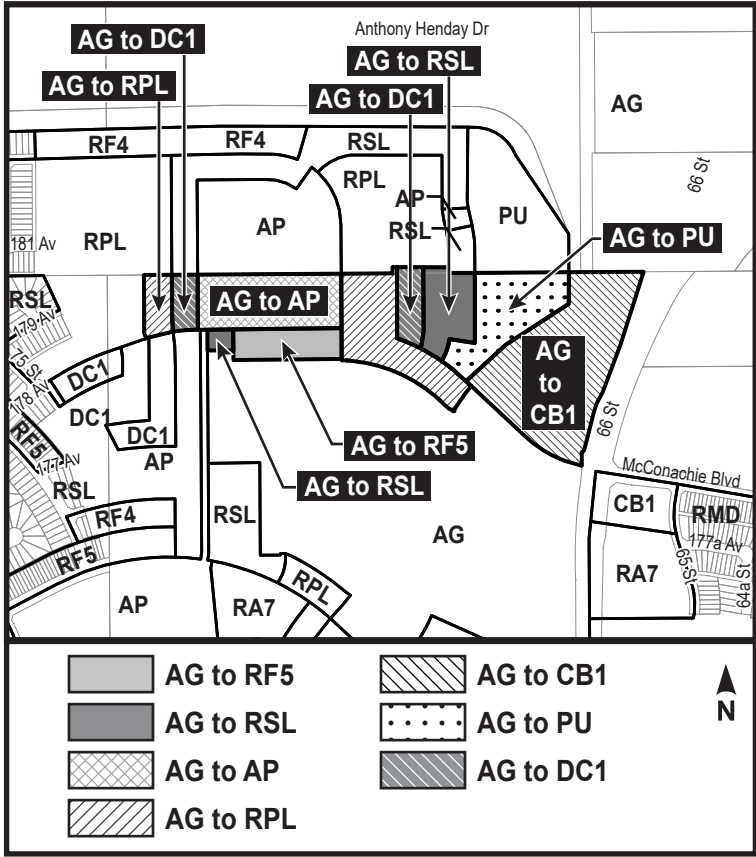 Anthony Henday Dr
AG to DC1
AG to RSL
AG to RPL
AG to DC1
AG
RF4
RF4
RSL
66 St
RPL
AP
RSL
PU
AP
181 Av
RPL
AG to PU
RSL
AG to AP
179 Av
75 St
AG
to
CB1
178 Av
DC1
DC1
66 St
DC1
RF5
177 Av
AP
AG to RF5
RSL
AG to RSL
McConachie Blvd
RF4
RSL
AG
CB1
RMD
177a Av
RF5
RPL
RA7
65 St
64a St
AP
RA7
AG to RF5
AG to CB1
AG to RSL
AG to PU
N
AG to AP
AG to DC1
AG to RPL